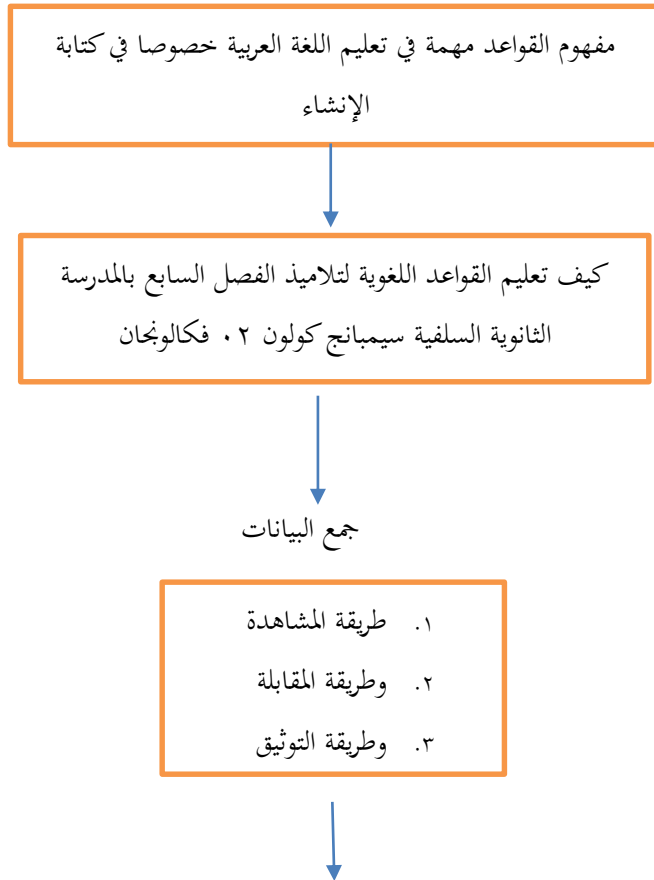 مفهوم القواعد مهمة في تعليم اللغة العربية خصوصا في كتابة
الإنشاء
كيف تعليم القواعد اللغوية لتلاميذ الفصل السابع بالمدرسة
الثانوية السلفية سيمبانج كولون ٠٢ فكالونجان
جمع البيانات
١. طريقة المشاهدة
٢. وطريقة المقابلة
٣. وطريقة التوثيق